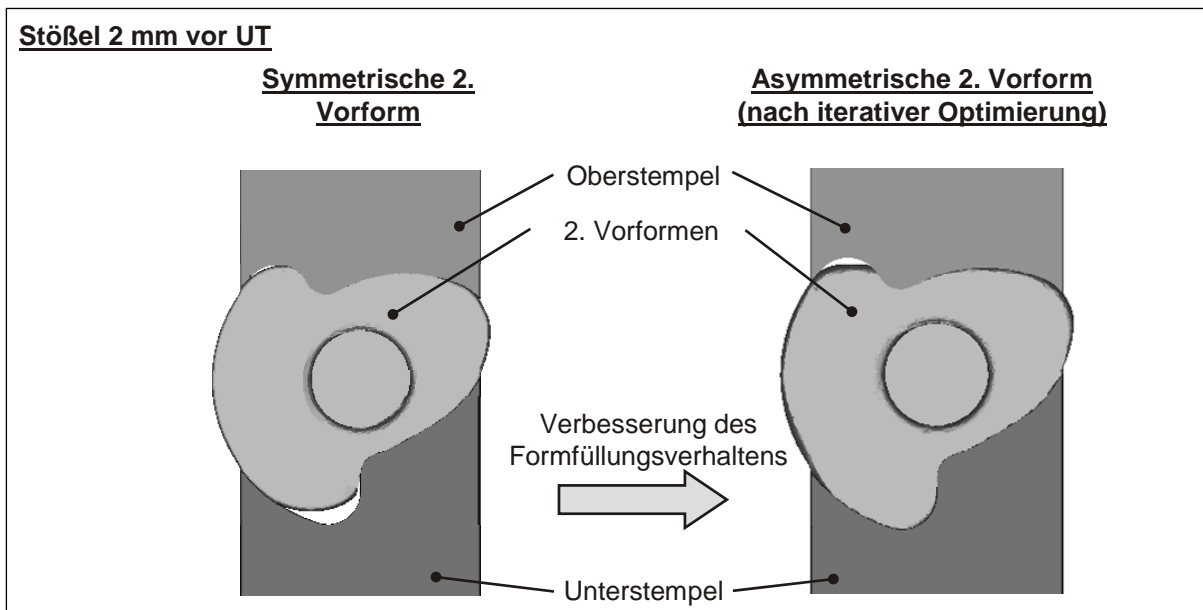 Stößel 2 mm vor UT
Symmetrische 2.
Vorform
Asymmetrische 2. Vorform
(nach iterativer Optimierung)
Oberstempel
2. Vorformen
Verbesserung des
Formfüllungsverhaltens
Unterstempel